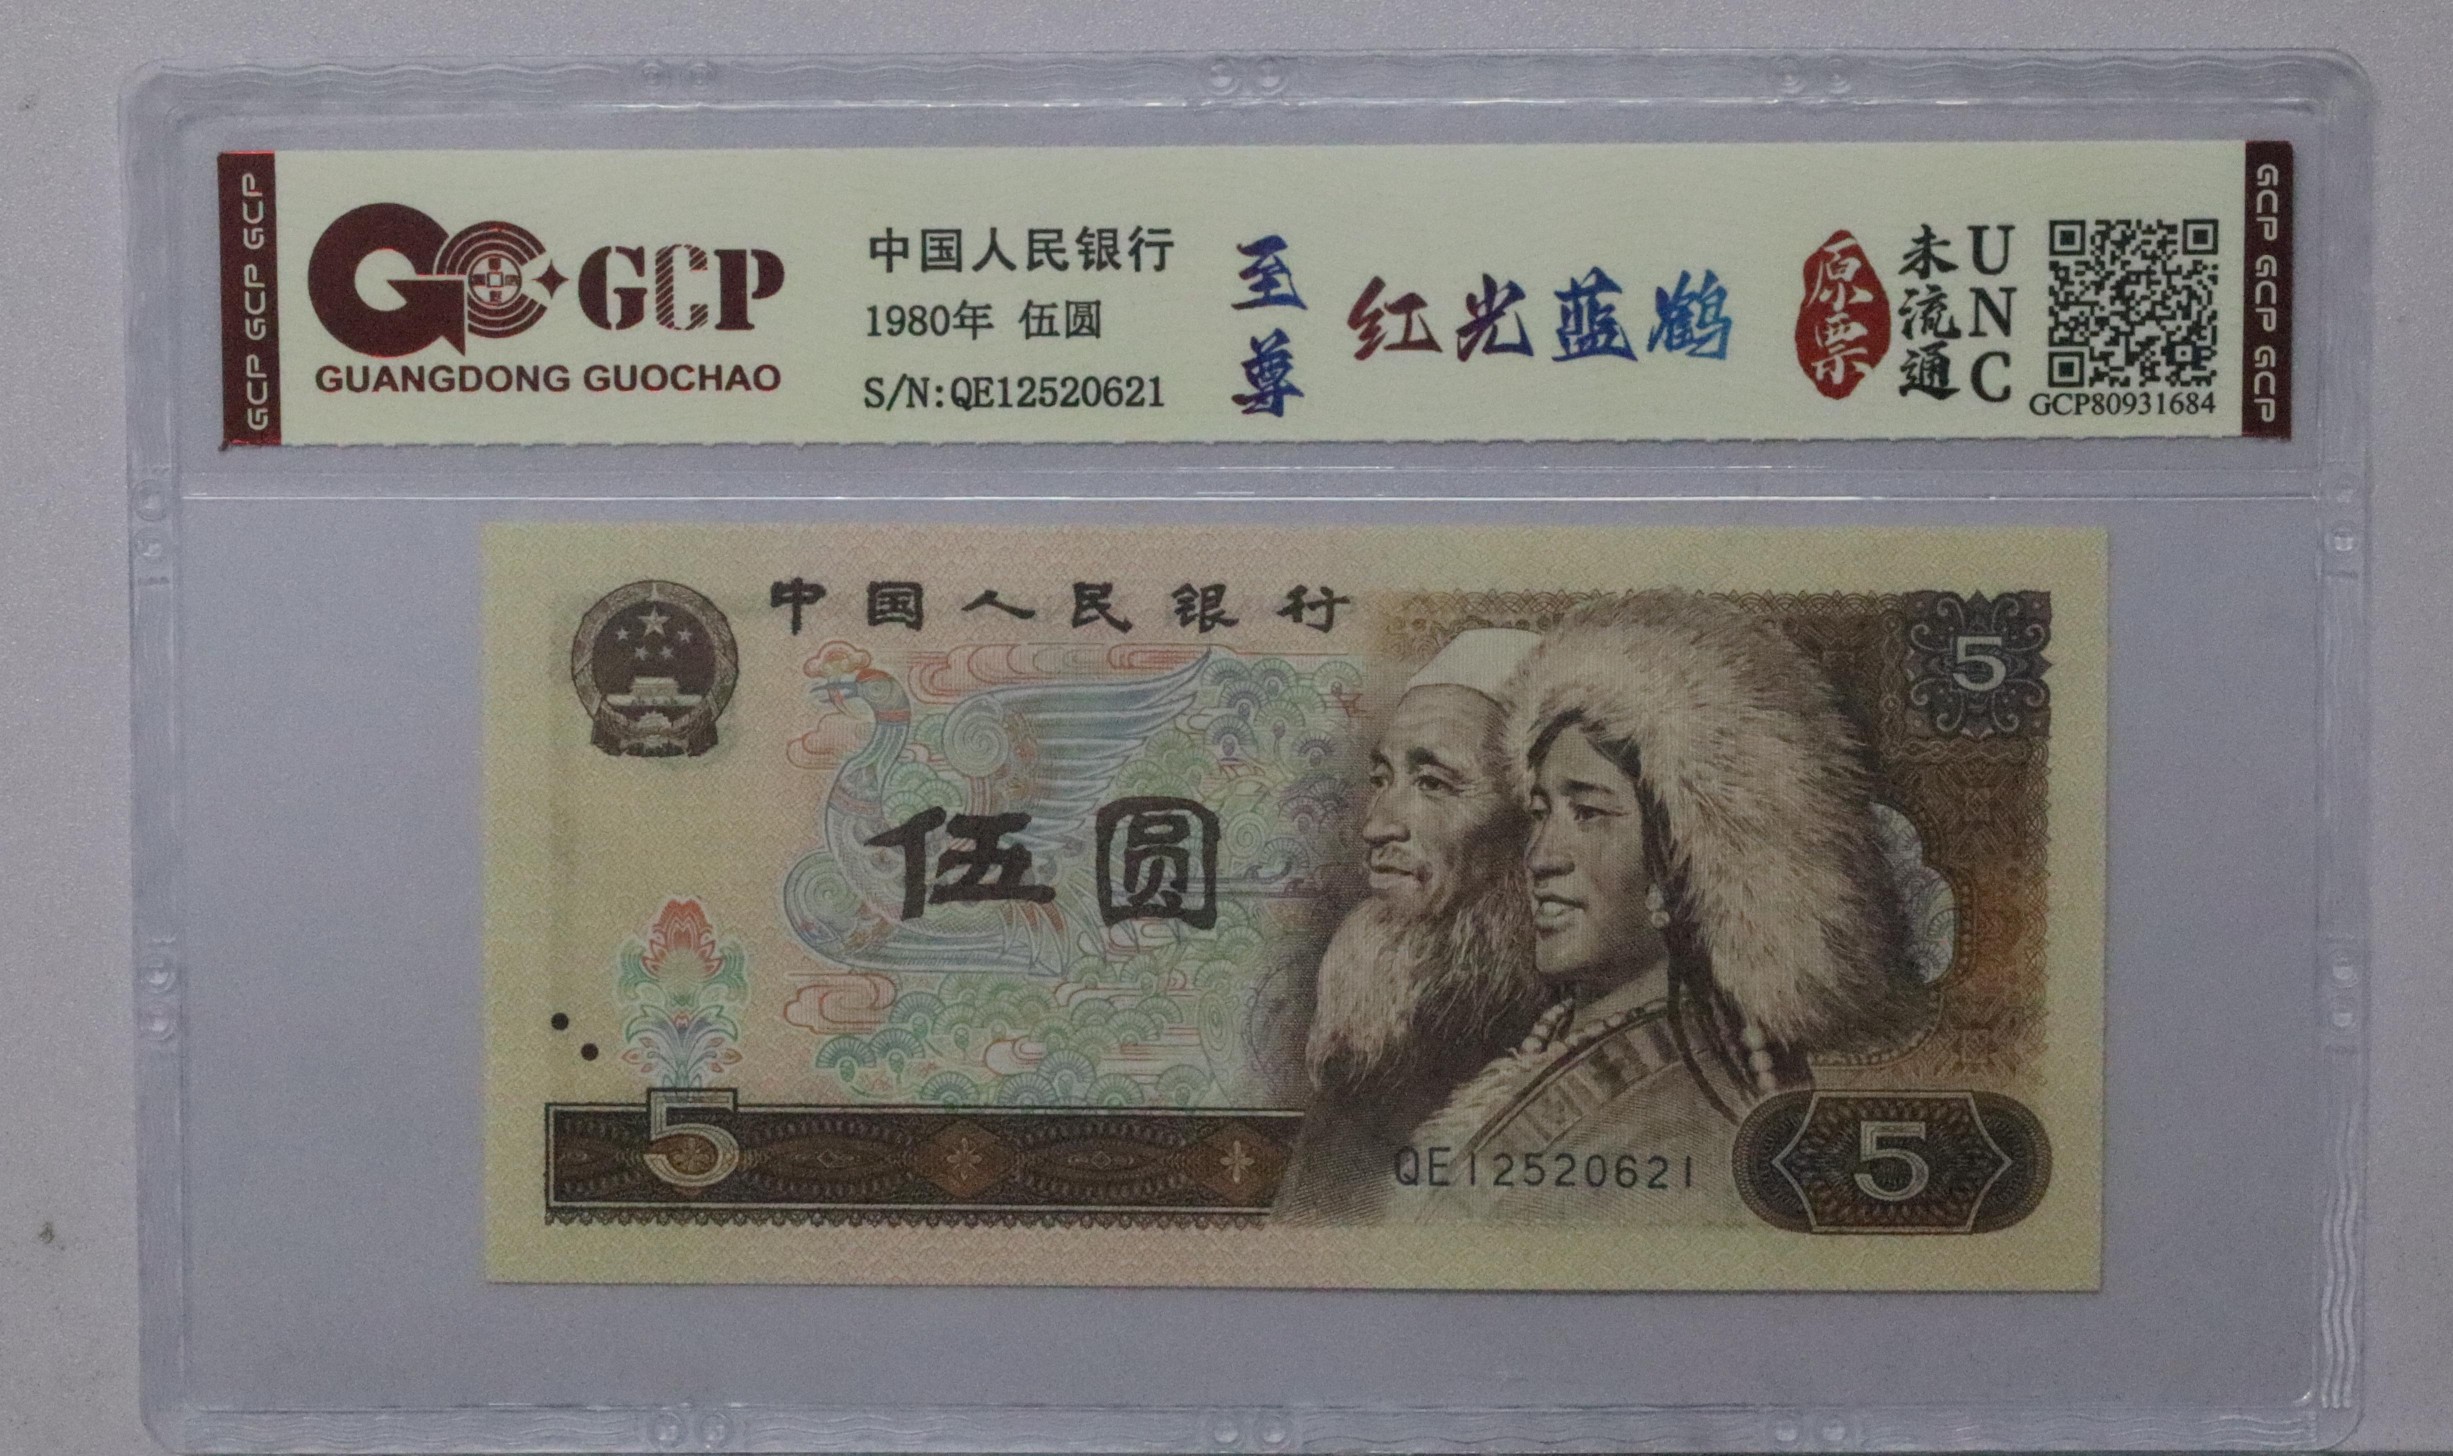 GCP GCP GCP
GCP
GUANGDONG GUOCHAO
中国人民银行
1980年 伍圆
S/N:QE12520621
至尊
红光蓝鹤
原票
未流通
UNC
GCP80931684
GCP GCP GCP
中国人民银行
5
伍圆
5
QE12520621
5